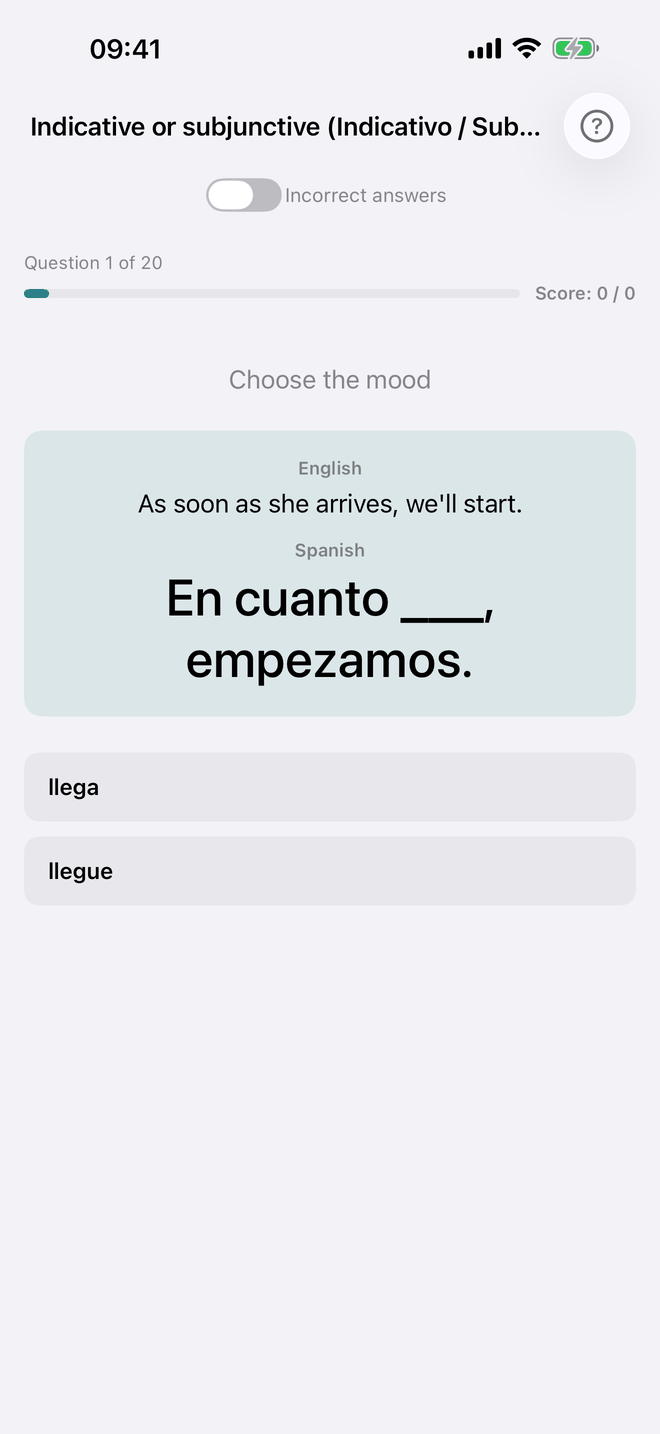 09:41
Indicative or subjunctive (Indicativo / Sub...
?
Incorrect answers
Question 1 of 20
Score: 0 / 0
Choose the mood
English
As soon as she arrives, we'll start.
Spanish
En cuanto ___,
empezamos.
llega
llegue